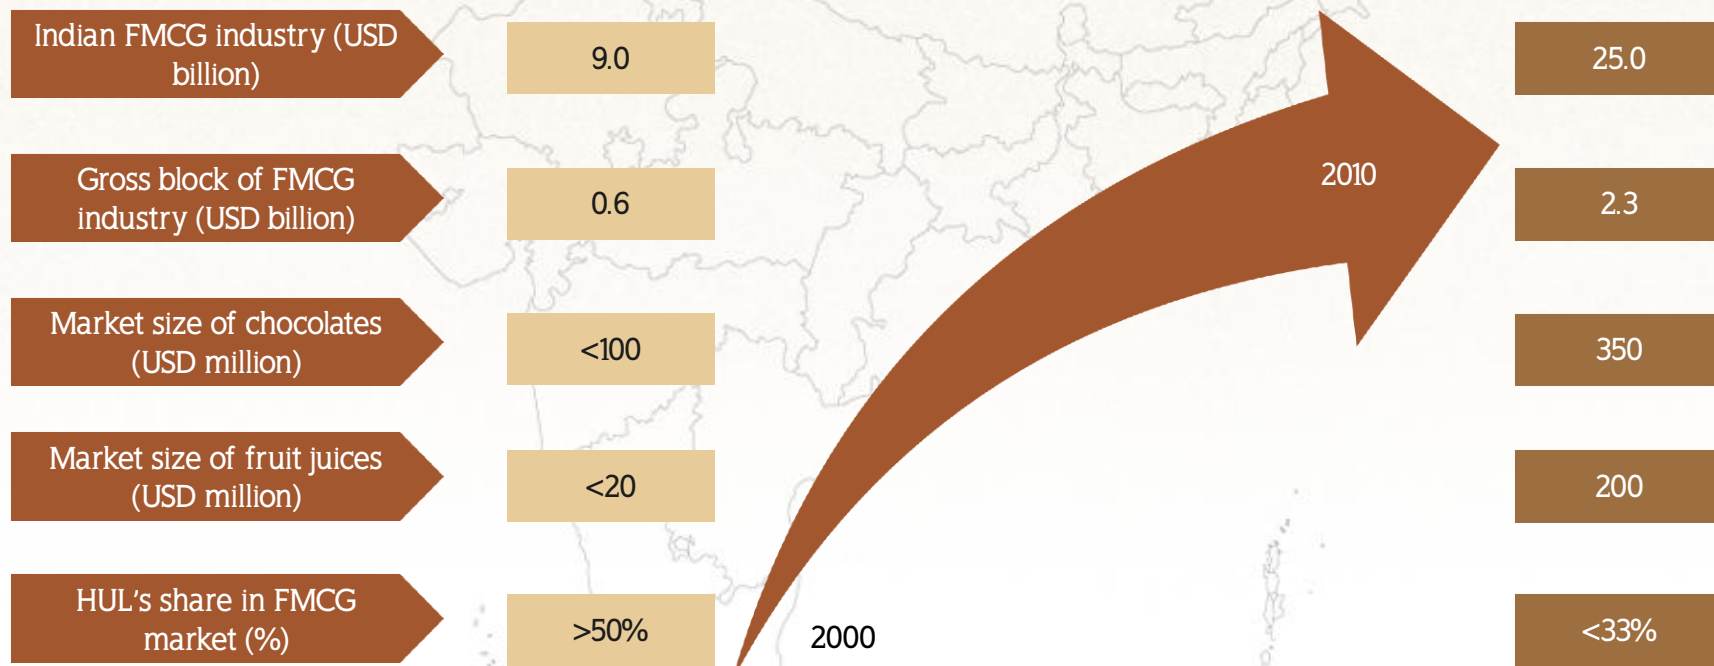 Indian FMCG industry (USD
billion)
9.0
25.0
Gross block of FMCG
industry (USD billion)
0.6
2010
2.3
Market size of chocolates
(USD million)
<100
350
Market size of fruit juices
(USD million)
<20
200
HUL's share in FMCG
market (%)
>50%
2000
<33%